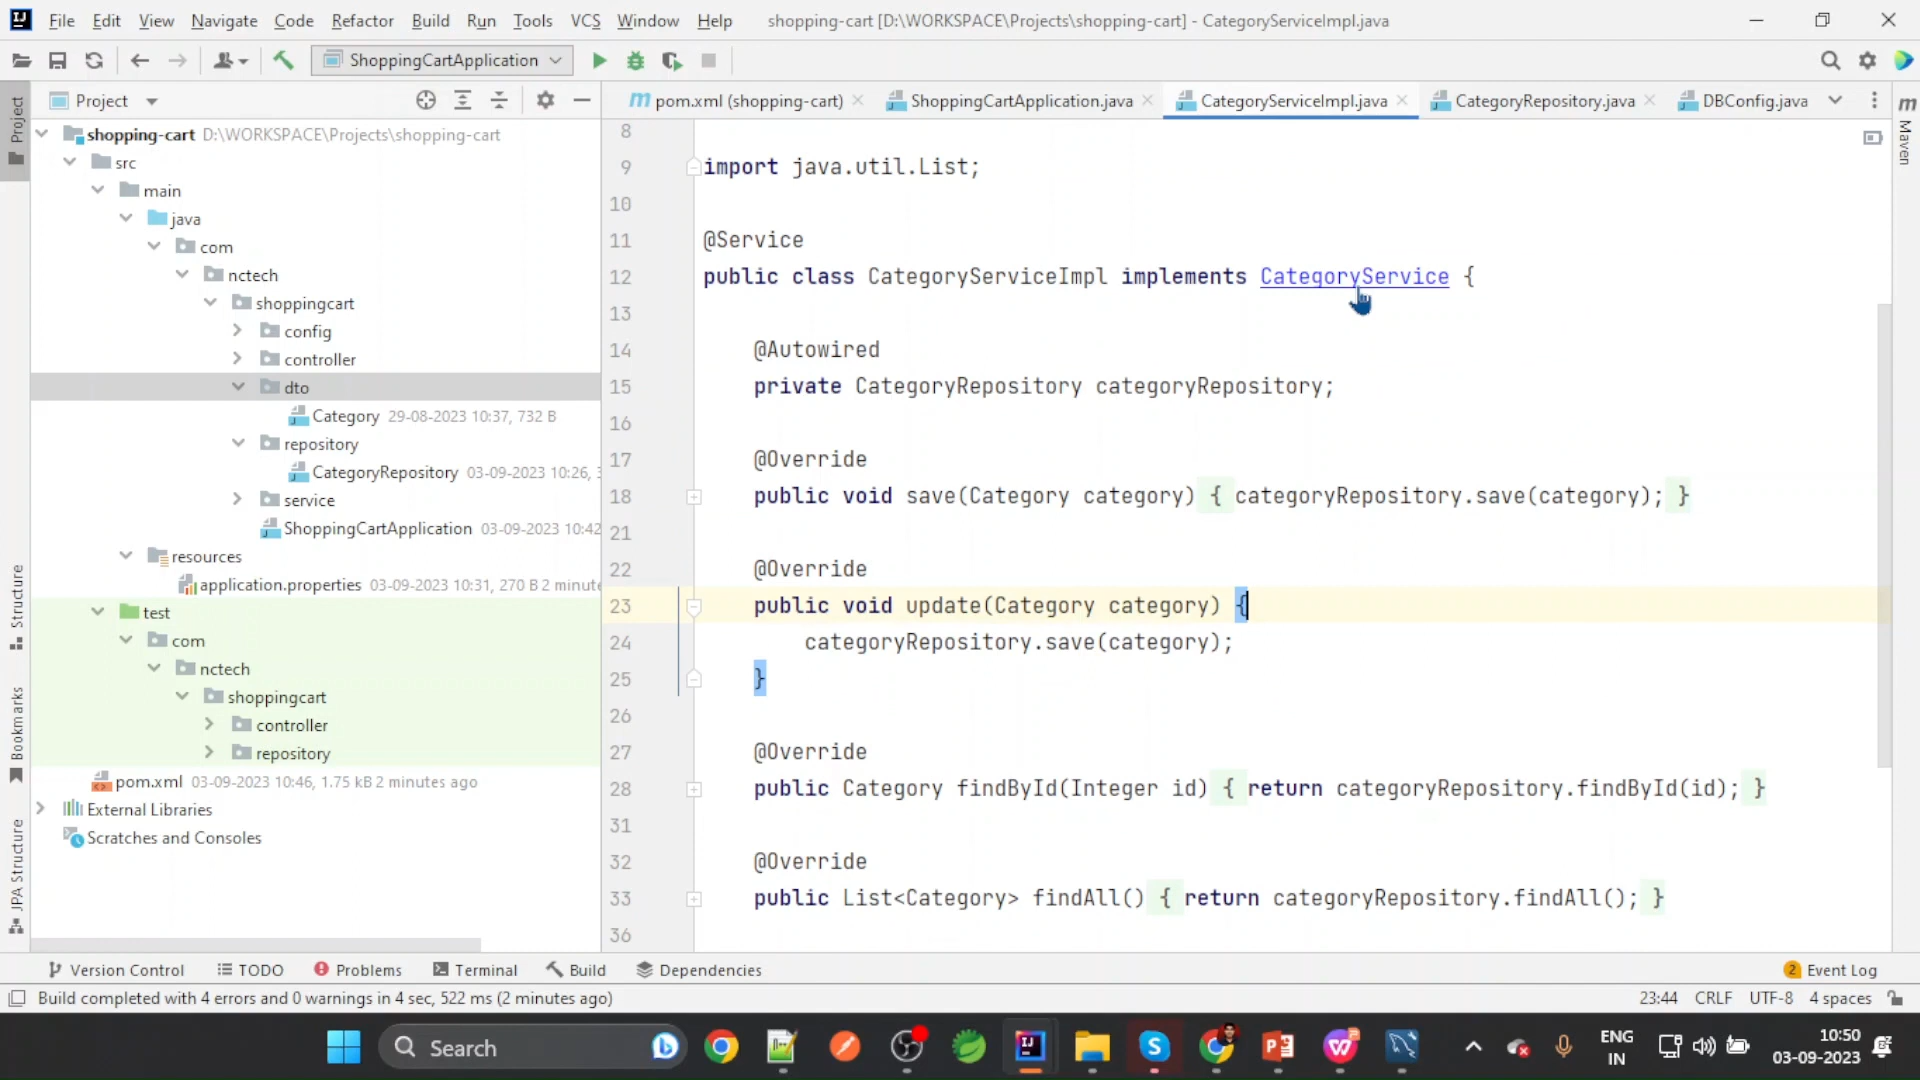 File Edit View Navigate Code Refactor Build Run Tools VCS Window Help shopping-cart [D:\WORKSPACE\Projects\shopping-cart] - CategoryServiceImpl.java
ShoppingCartApplication
Project
pom.xml (shopping-cart) ShoppingCartApplication.java CategoryServiceImpl.java CategoryRepository.java DBConfig.java
Project
Structure
Bookmarks
JPA Structure
Maven
shopping-cart D:\WORKSPACE\Projects\shopping-cart
src
main
java
com
nctech
shoppingcart
config
controller
dto
Category 29-08-2023 10:37, 732 B
repository
CategoryRepository 03-09-2023 10:26,
service
ShoppingCartApplication 03-09-2023 10:42
resources
application.properties 03-09-2023 10:31, 270 B 2 minute
test
com
nctech
shoppingcart
controller
repository
pom.xml 03-09-2023 10:46, 1.75 kB 2 minutes ago
External Libraries
Scratches and Consoles
8
9 import java.util.List;
10
11 @Service
12 public class CategoryServiceImpl implements CategoryService {
13
14 @Autowired
15 private CategoryRepository categoryRepository;
16
17 @Override
18 public void save(Category category) { categoryRepository.save(category); }
21
22 @Override
23 public void update(Category category) {
24 categoryRepository.save(category);
25 }
26
27 @Override
28 public Category findById(Integer id) { return categoryRepository.findById(id); }
31
32 @Override
33 public List<Category> findAll() { return categoryRepository.findAll(); }
36
Version Control TODO Problems Terminal Build Dependencies 2 Event Log
Build completed with 4 errors and 0 warnings in 4 sec, 522 ms (2 minutes ago) 23:44 CRLF UTF-8 4 spaces
Search
ENG
IN
10:50
03-09-2023